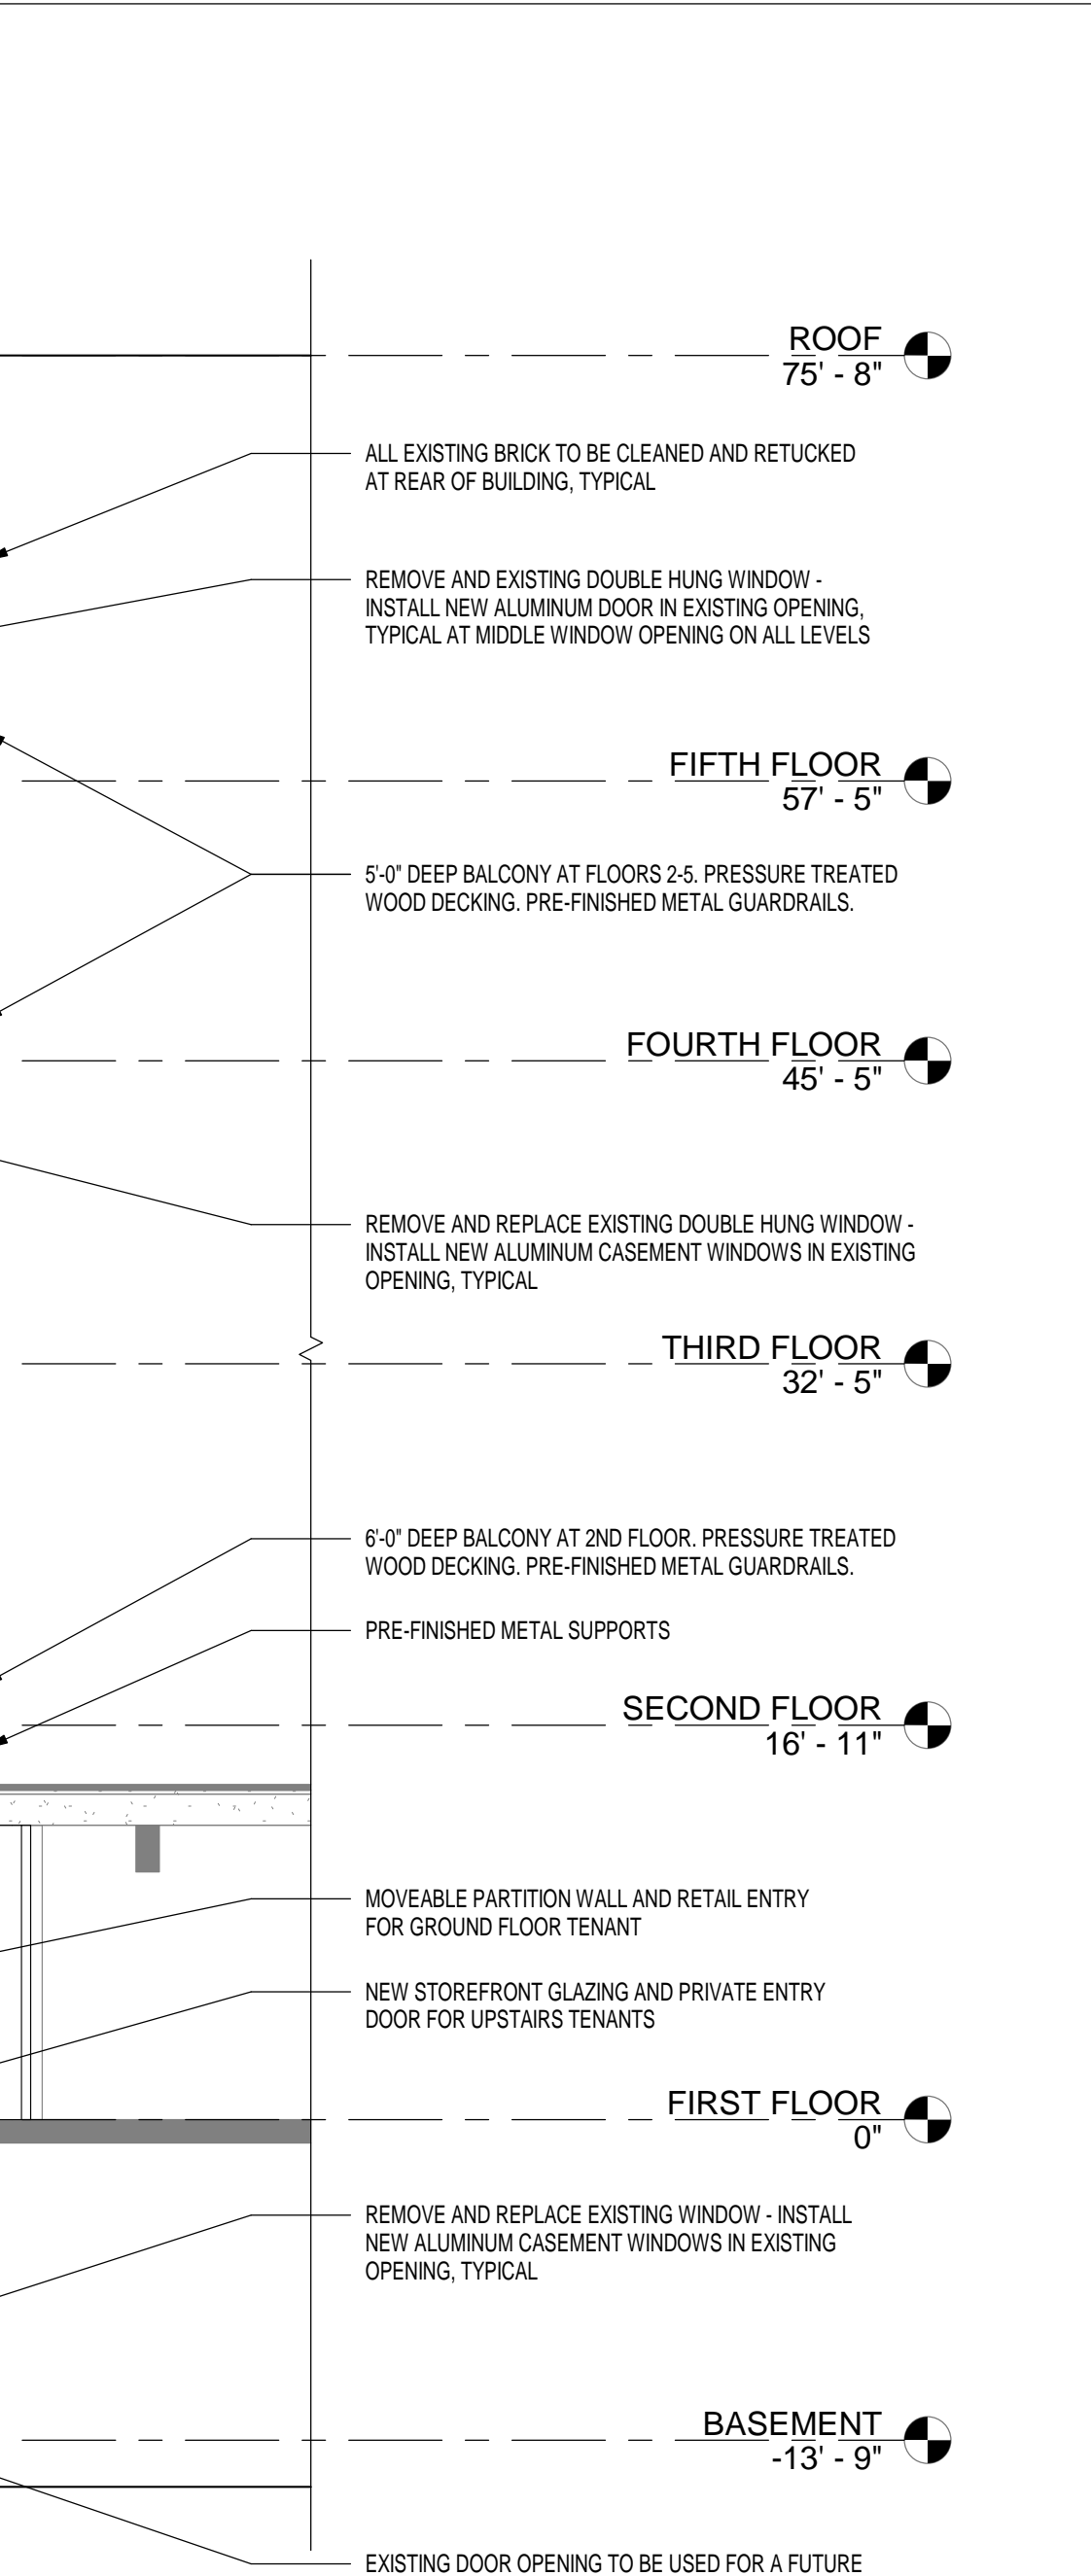 ROOF
75' - 8"
ALL EXISTING BRICK TO BE CLEANED AND RETUCKED
AT REAR OF BUILDING, TYPICAL
REMOVE AND EXISTING DOUBLE HUNG WINDOW -
INSTALL NEW ALUMINUM DOOR IN EXISTING OPENING,
TYPICAL AT MIDDLE WINDOW OPENING ON ALL LEVELS
FIFTH FLOOR
57' - 5"
5'-0" DEEP BALCONY AT FLOORS 2-5. PRESSURE TREATED
WOOD DECKING. PRE-FINISHED METAL GUARDRAILS.
FOURTH FLOOR
45' - 5"
REMOVE AND REPLACE EXISTING DOUBLE HUNG WINDOW -
INSTALL NEW ALUMINUM CASEMENT WINDOWS IN EXISTING
OPENING, TYPICAL
THIRD FLOOR
32' - 5"
6'-0" DEEP BALCONY AT 2ND FLOOR. PRESSURE TREATED
WOOD DECKING. PRE-FINISHED METAL GUARDRAILS.
PRE-FINISHED METAL SUPPORTS
SECOND FLOOR
16' - 11"
MOVEABLE PARTITION WALL AND RETAIL ENTRY
FOR GROUND FLOOR TENANT
NEW STOREFRONT GLAZING AND PRIVATE ENTRY
DOOR FOR UPSTAIRS TENANTS
FIRST FLOOR
0"
REMOVE AND REPLACE EXISTING WINDOW - INSTALL
NEW ALUMINUM CASEMENT WINDOWS IN EXISTING
OPENING, TYPICAL
BASEMENT
-13' - 9"
EXISTING DOOR OPENING TO BE USED FOR A FUTURE